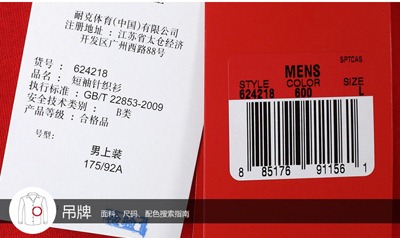 耐克体育(中国)有限公司
注册地址：江苏省太仓经济
开发区广州西路88号
货号： 624218
品名： 短袖针织衫
执行标准：GB/T 22853-2009
安全技术类别： B类
产品等级：合格品
号型：
男上装
175/92A
SPTCAS
MENS
STYLE COLOR SIZE
624218 600 L
8 85176 91156 1
吊牌 面料、尺码、配色搜索指南